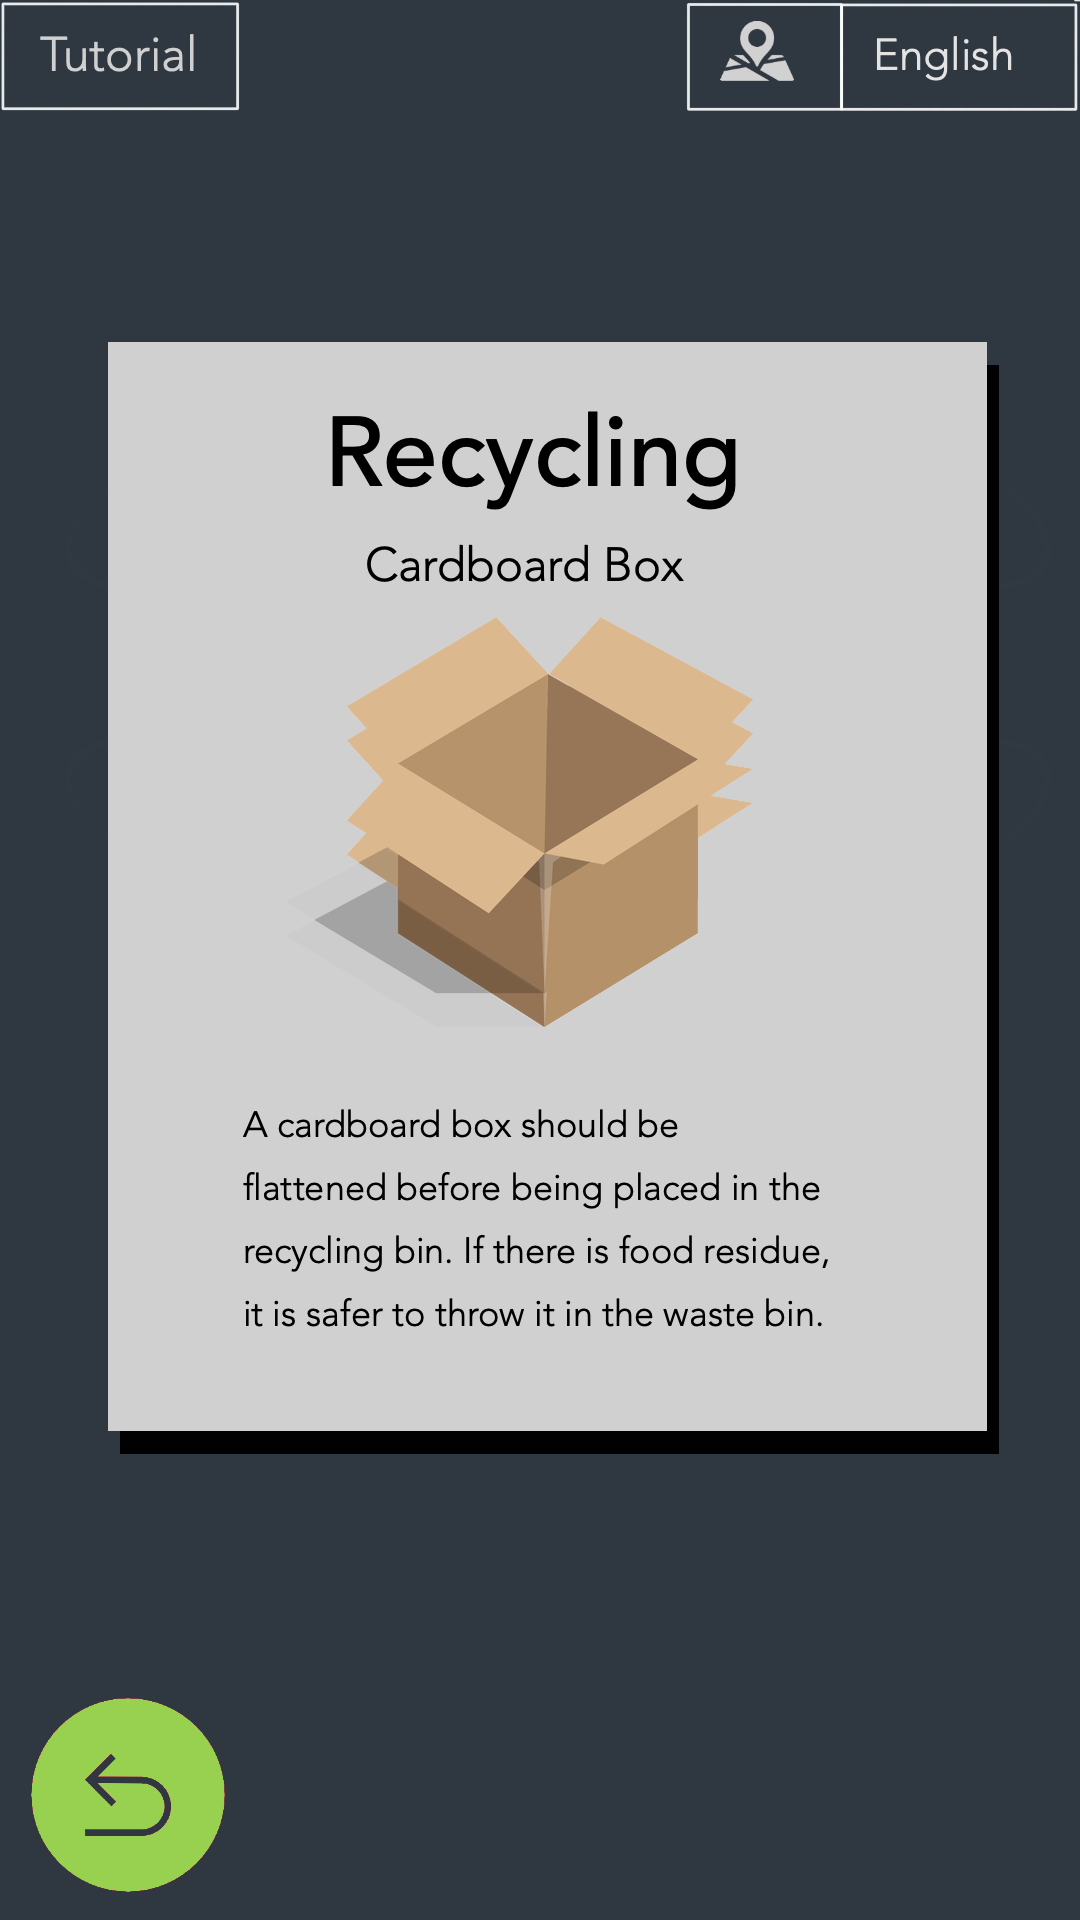 Tutorial
English
Recycling
Cardboard Box
A cardboard box should be
flattened before being placed in the
recycling bin. If there is food residue,
it is safer to throw it in the waste bin.